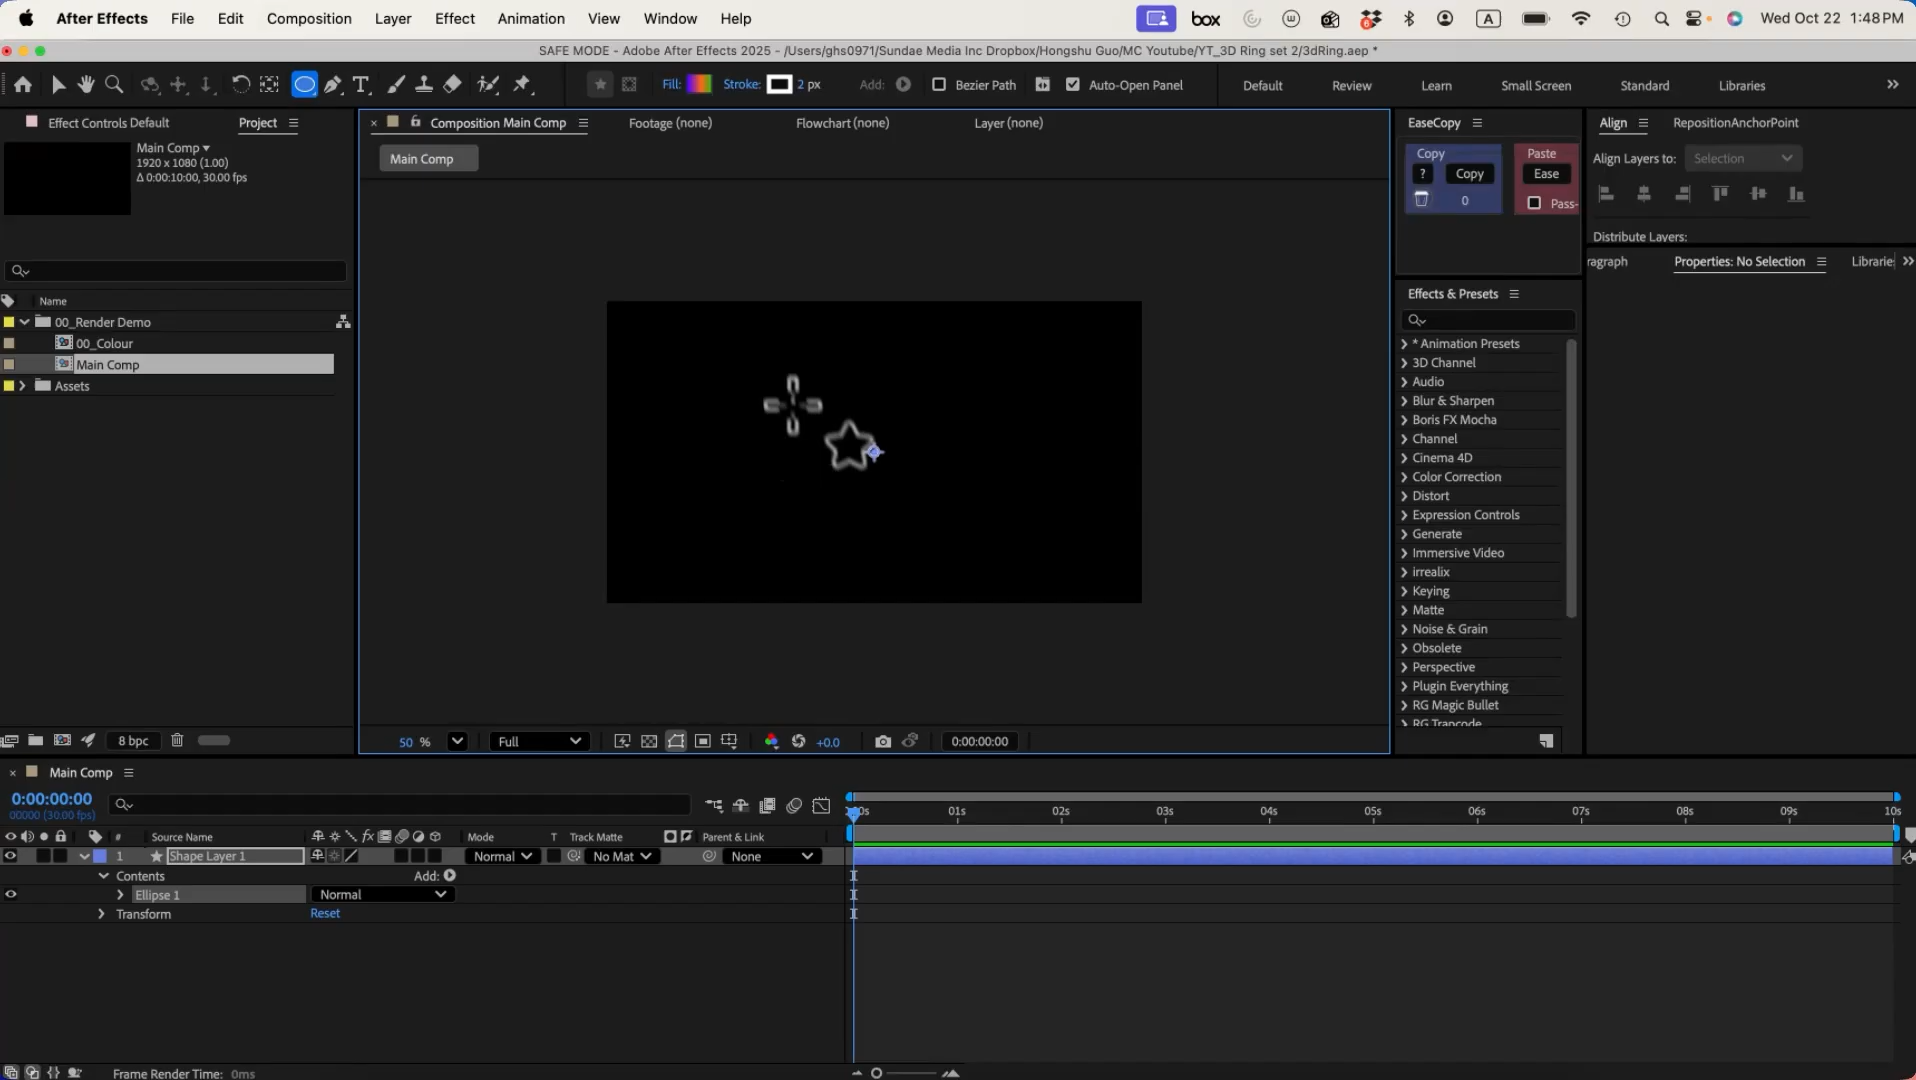 After Effects File Edit Composition Layer Effect Animation View Window Help box A Wed Oct 22 1:48 PM
SAFE MODE - Adobe After Effects 2025 - /Users/ghs0971/Sundae Media Inc Dropbox/Hongshu Guo/MC Youtube/YT_3D Ring set 2/3dRing.aep *
Fill: Stroke: 2 px Add: Bezier Path Auto-Open Panel Default Review Learn Small Screen Standard Libraries
Effect Controls Default Project
Composition Main Comp Footage (none) Flowchart (none) Layer (none)
Main Comp
Main Comp
1920 x 1080 (1.00)
Δ 0:00:10:00, 30.00 fps
Name
00_Render Demo
00_Colour
Main Comp
Assets
8 bpc
50 % Full +0.0 0:00:00:00
EaseCopy
Copy Paste
? Copy Ease
0 Pass-
Align RepositionAnchorPoint
Align Layers to: Selection
Distribute Layers:
ragraph Properties: No Selection Librarie
Effects & Presets
* Animation Presets
3D Channel
Audio
Blur & Sharpen
Boris FX Mocha
Channel
Cinema 4D
Color Correction
Distort
Expression Controls
Generate
Immersive Video
irrealix
Keying
Matte
Noise & Grain
Obsolete
Perspective
Plugin Everything
RG Magic Bullet
RG Trapcode
Main Comp
0:00:00:00
00000 (30.00 fps)
:00s 01s 02s 03s 04s 05s 06s 07s 08s 09s 10s
# Source Name fx Mode T Track Matte Parent & Link
1 Shape Layer 1 Normal No Mat None
Contents Add:
Ellipse 1 Normal
Transform Reset
Frame Render Time: 0ms